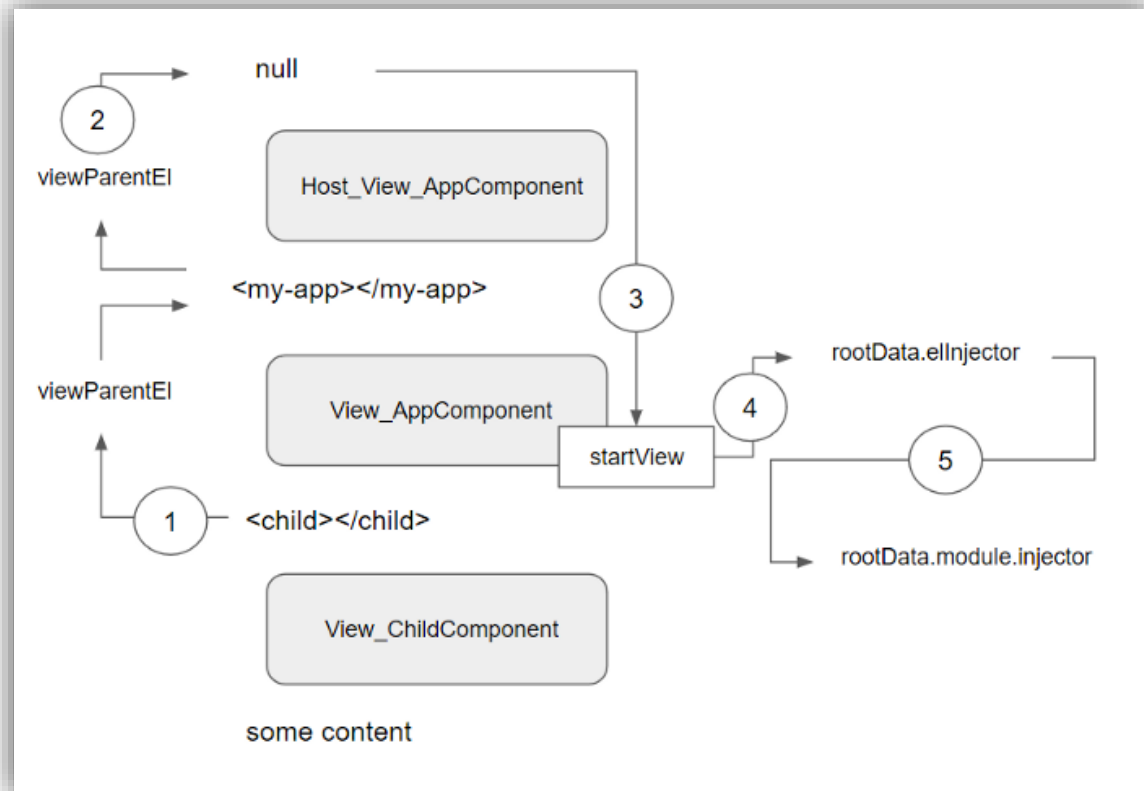 null
2
viewParentEl
Host_View_AppComponent
<my-app></my-app>
3
rootData.elInjector
viewParentEl
View_AppComponent
4
startView
5
1
<child></child>
rootData.module.injector
View_ChildComponent
some content